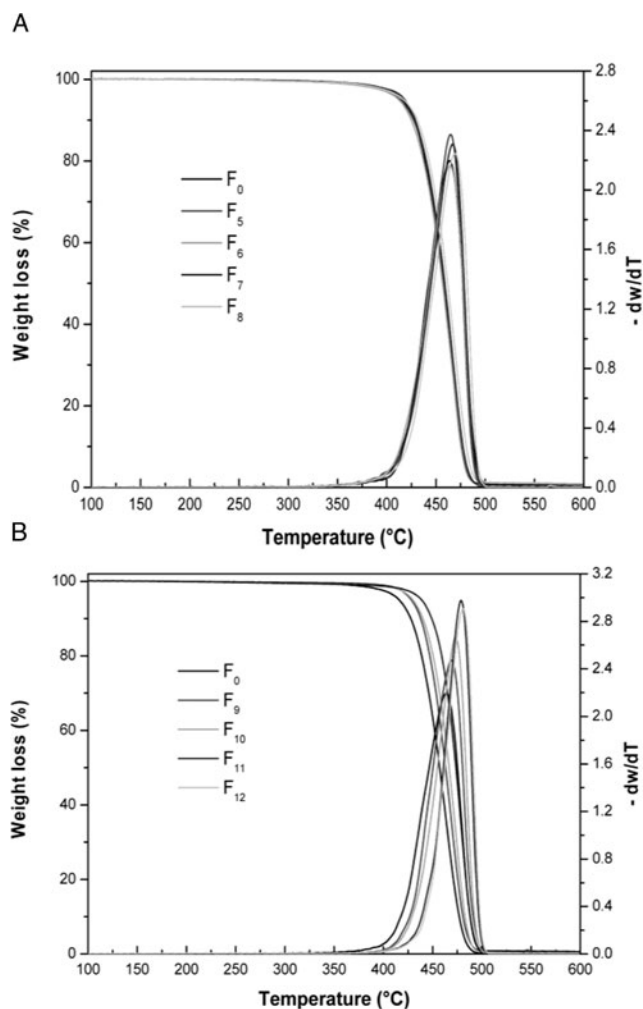 A
100
80
60
40
20
0
Weight loss (%)
F0
F5
F6
F7
F8
2.8
2.4
2.0
1.6
1.2
0.8
0.4
0.0
- dw/dT
100 150 200 250 300 350 400 450 500 550 600
Temperature (°C)
B
100
80
60
40
20
0
Weight loss (%)
F0
F9
F10
F11
F12
3.2
2.8
2.4
2.0
1.6
1.2
0.8
0.4
0.0
- dw/dT
100 150 200 250 300 350 400 450 500 550 600
Temperature (°C)